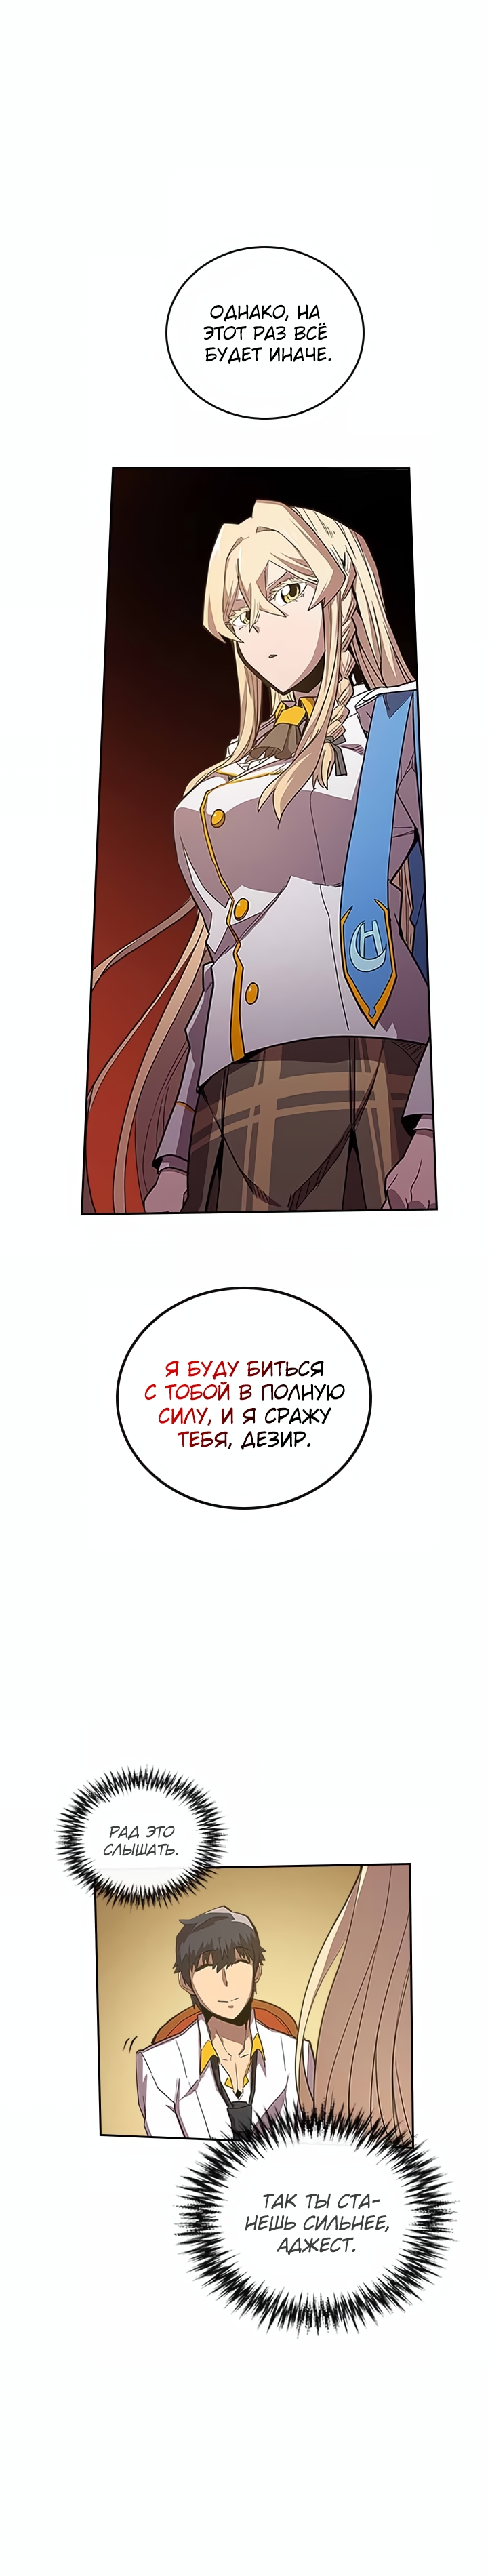 ОДНАКО, НА
ЭТОТ РАЗ ВСЁ
БУДЕТ ИНАЧЕ.
Я БУДУ БИТЬСЯ
С ТОБОЙ В ПОЛНУЮ
СИЛУ, И Я СРАЖУ
ТЕБЯ, ДЕЗИР.
РАД ЭТО
СЛЫШАТЬ.
ТАК ТЫ СТА-
НЕШЬ СИЛЬНЕЕ,
АДЖЕСТ.